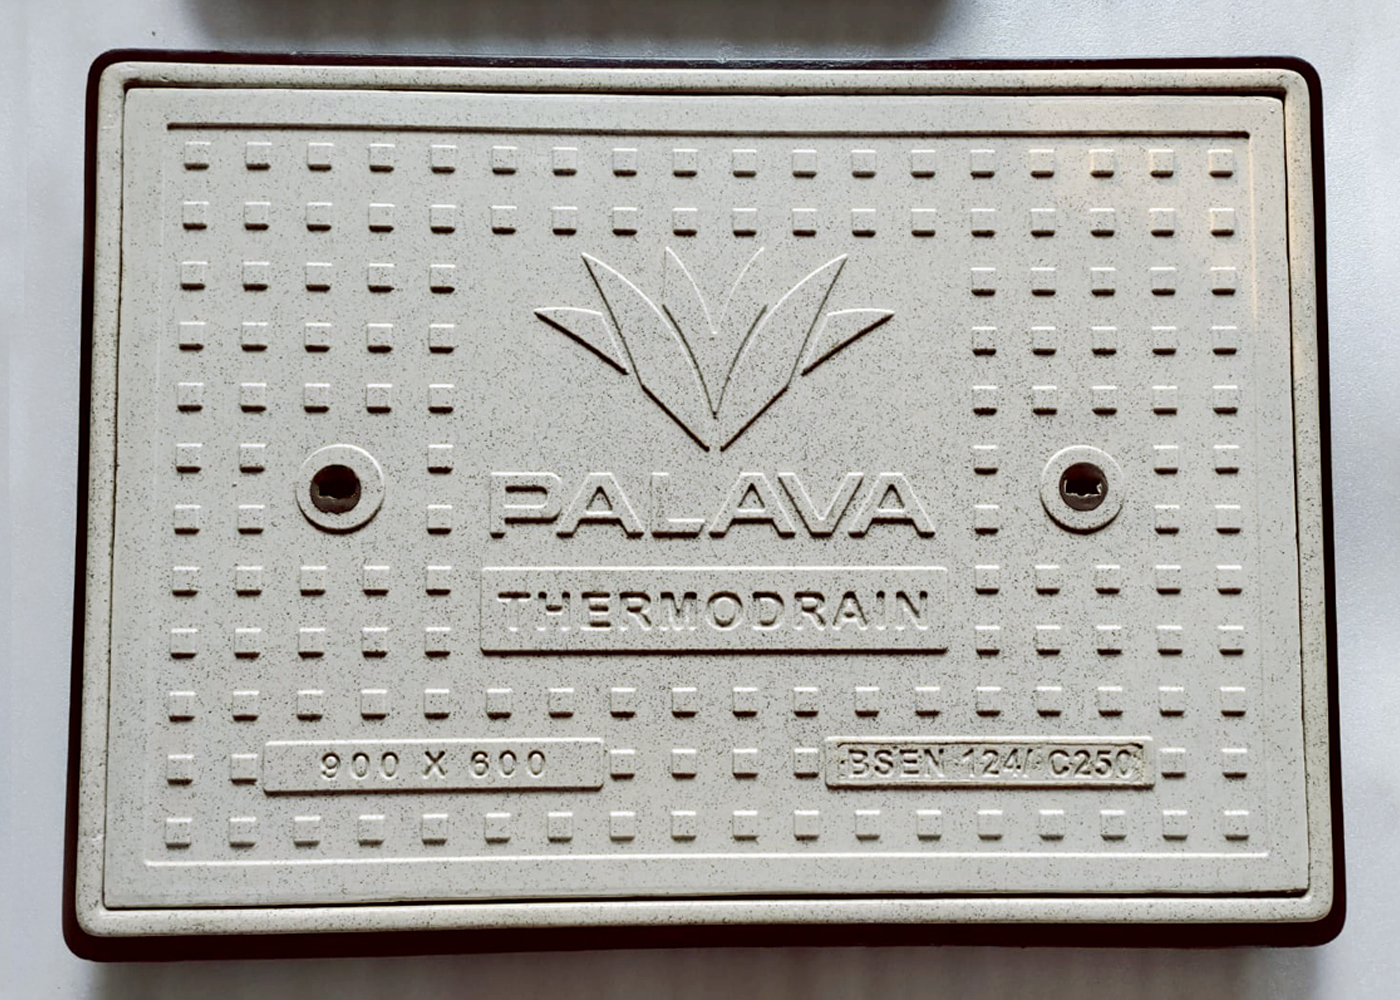 PALAVA
THERMODRAIN
900 X 600
BSEN 124/ C250